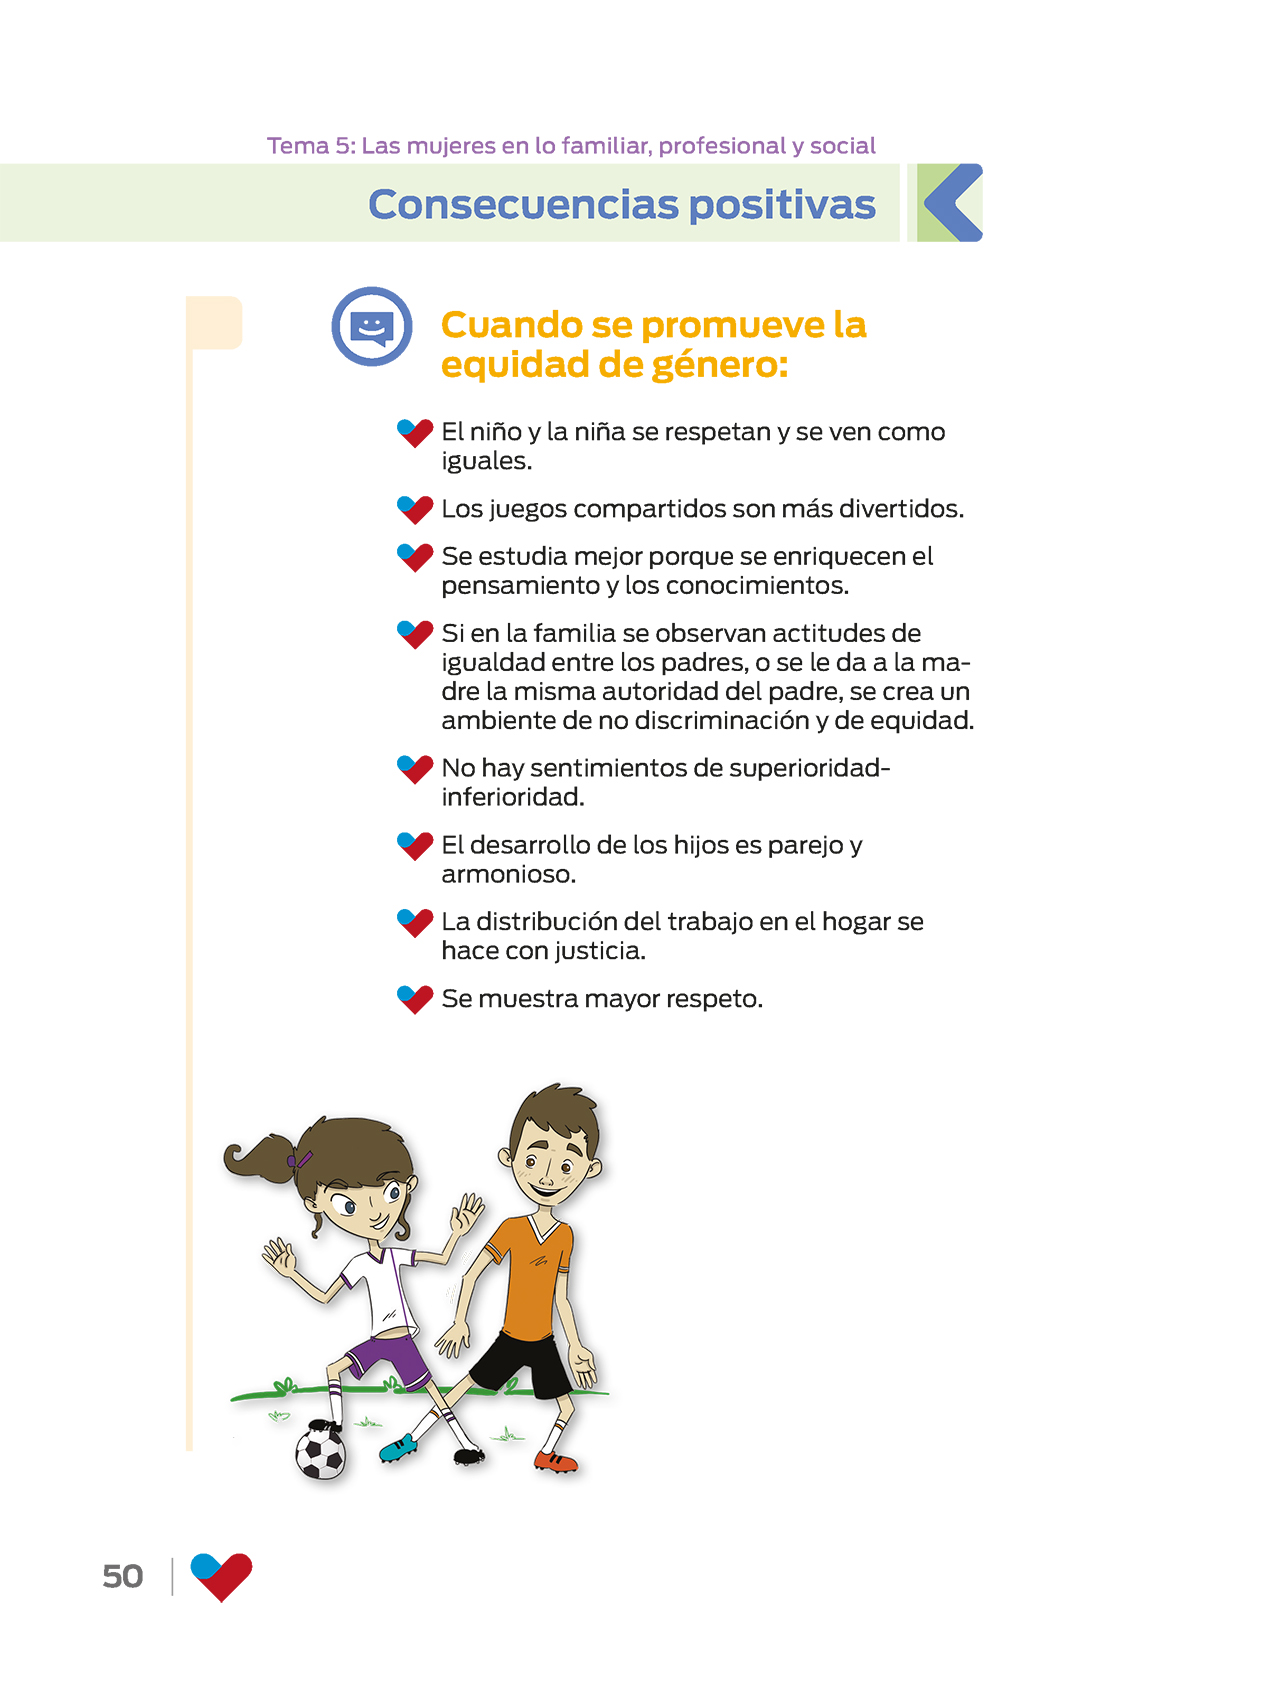 Tema 5: Las mujeres en lo familiar, profesional y social
Consecuencias positivas
Cuando se promueve la
equidad de género:
El niño y la niña se respetan y se ven como
iguales.
Los juegos compartidos son más divertidos.
Se estudia mejor porque se enriquecen el
pensamiento y los conocimientos.
Si en la familia se observan actitudes de
igualdad entre los padres, o se le da a la ma-
dre la misma autoridad del padre, se crea un
ambiente de no discriminación y de equidad.
No hay sentimientos de superioridad-
inferioridad.
El desarrollo de los hijos es parejo y
armonioso.
La distribución del trabajo en el hogar se
hace con justicia.
Se muestra mayor respeto.
50